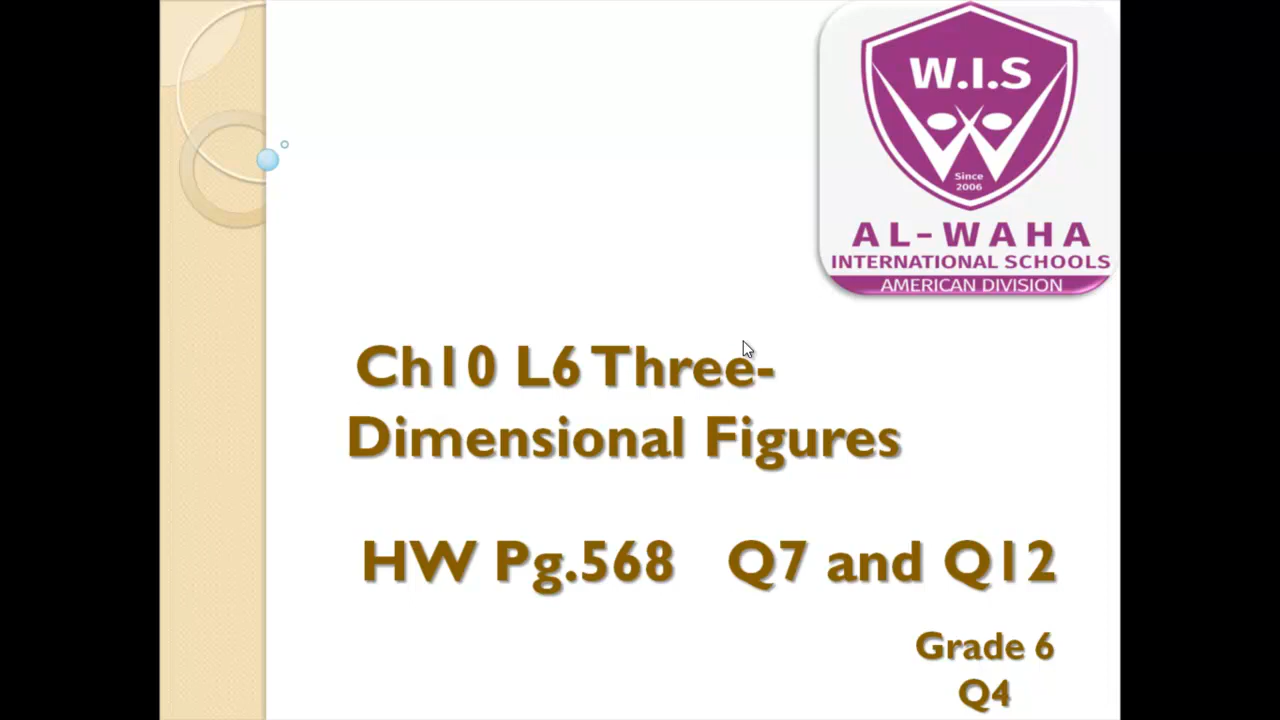 W.I.S
Since
2006
AL-WAHA
INTERNATIONAL SCHOOLS
AMERICAN DIVISION
Ch10 L6 Three-
Dimensional Figures
HW Pg.568 Q7 and Q12
Grade 6
Q4